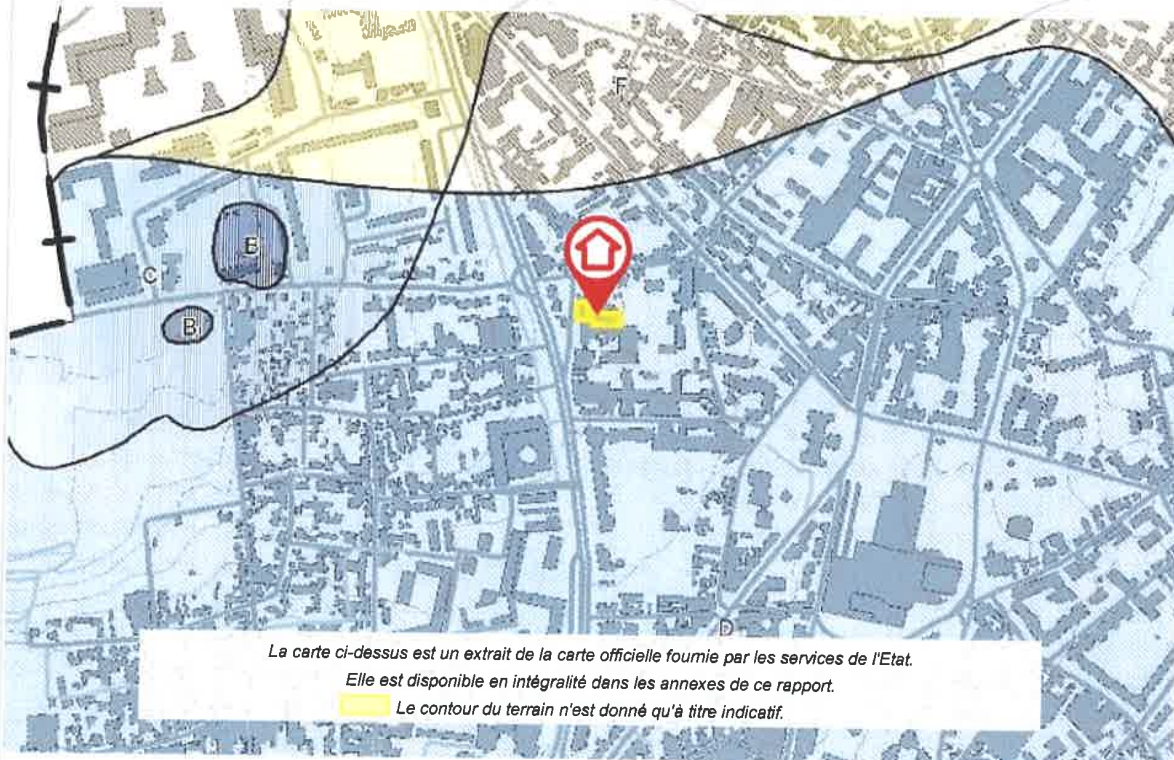 F
B
C
B
D
La carte ci-dessus est un extrait de la carte officielle fournie par les services de l'Etat.
Elle est disponible en intégralité dans les annexes de ce rapport.
Le contour du terrain n'est donné qu'à titre indicatif.